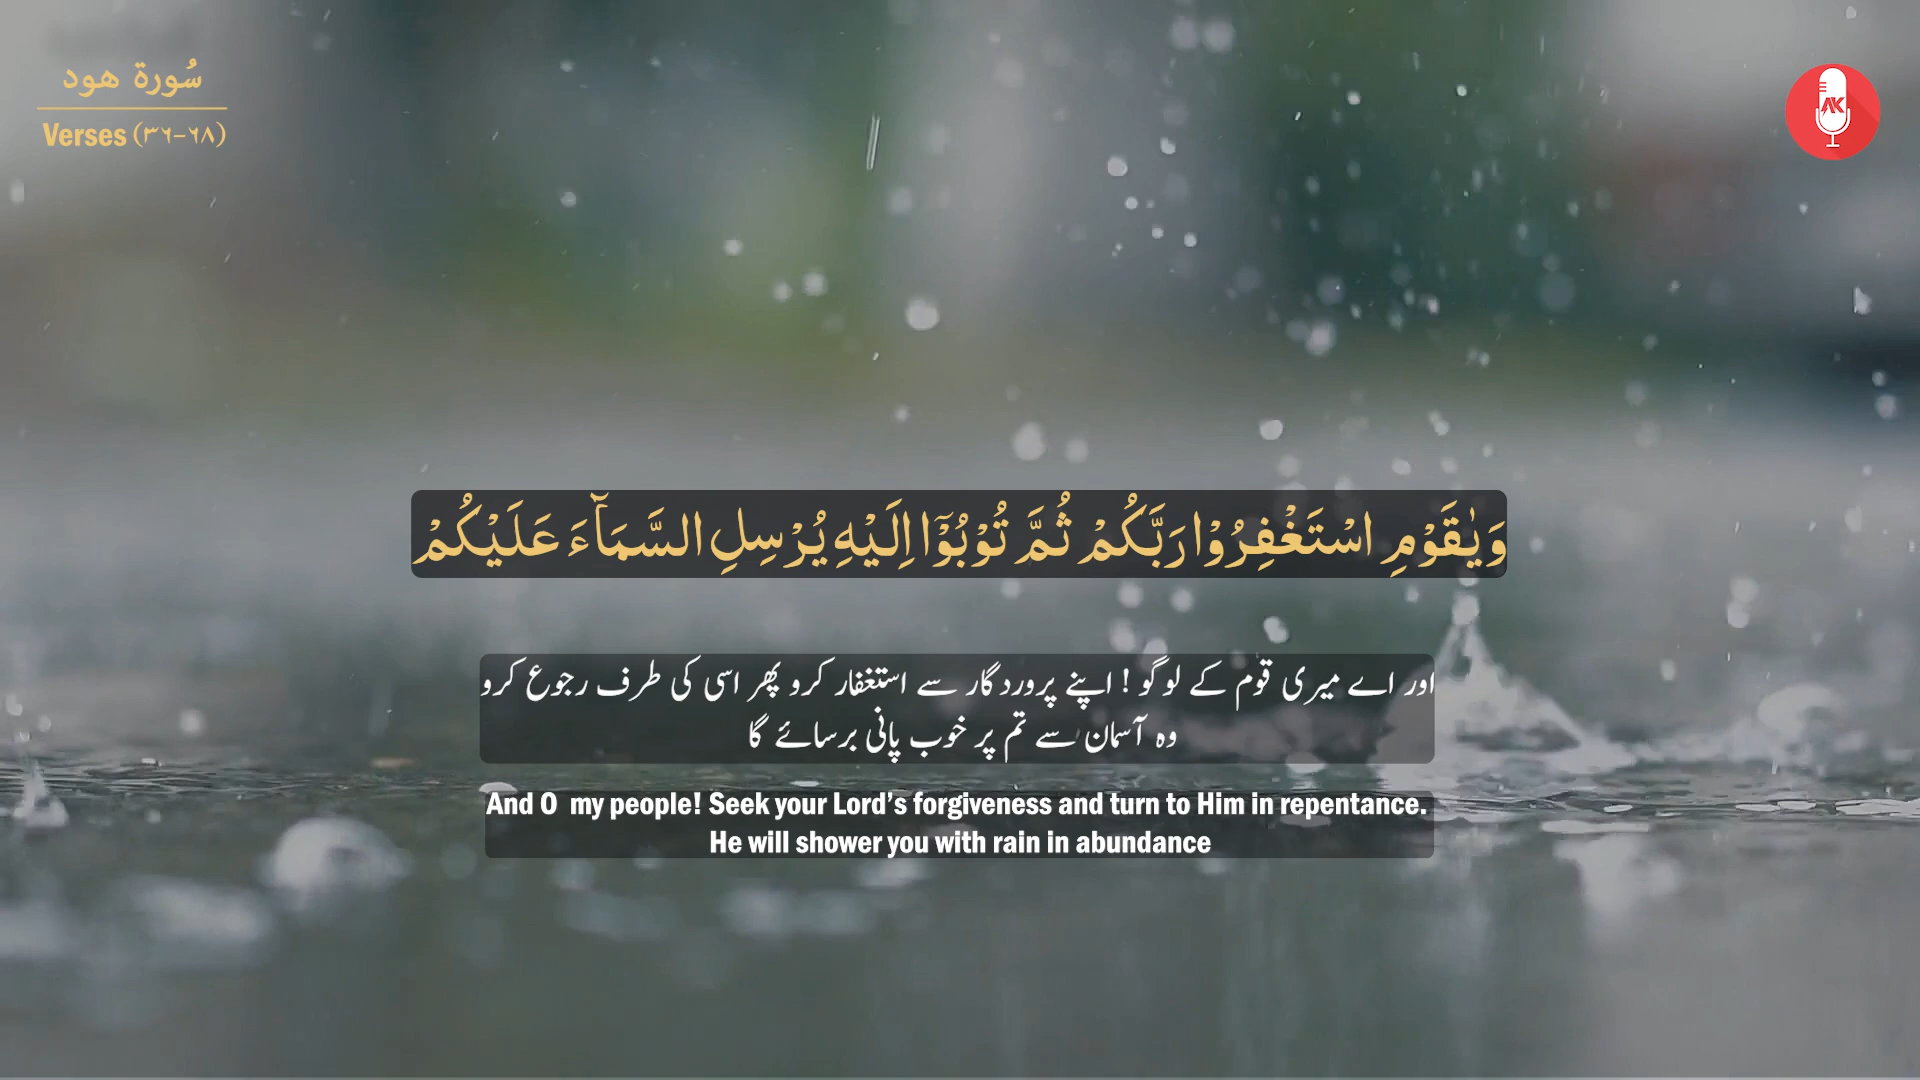 سُورة هود
Verses (٣٦-٦٨)
AK
وَيٰقَوْمِ اسْتَغْفِرُوْا رَبَّكُمْ ثُمَّ تُوْبُوْٓا اِلَيْهِ يُرْسِلِ السَّمَآءَ عَلَيْكُمْ
اور اے میری قوم کے لوگو ! اپنے پروردگار سے استغفار کرو پھر اسی کی طرف رجوع کرو
وہ آسمان سے تم پر خوب پانی برسائے گا
And O my people! Seek your Lord’s forgiveness and turn to Him in repentance.
He will shower you with rain in abundance